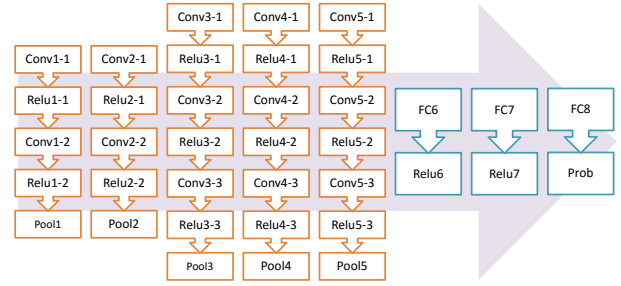 Conv1-1
Relu1-1
Conv1-2
Relu1-2
Pool1
Conv2-1
Relu2-1
Conv2-2
Relu2-2
Pool2
Conv3-1
Relu3-1
Conv3-2
Relu3-2
Conv3-3
Relu3-3
Pool3
Conv4-1
Relu4-1
Conv4-2
Relu4-2
Conv4-3
Relu4-3
Pool4
Conv5-1
Relu5-1
Conv5-2
Relu5-2
Conv5-3
Relu5-3
Pool5
FC6
Relu6
FC7
Relu7
FC8
Prob